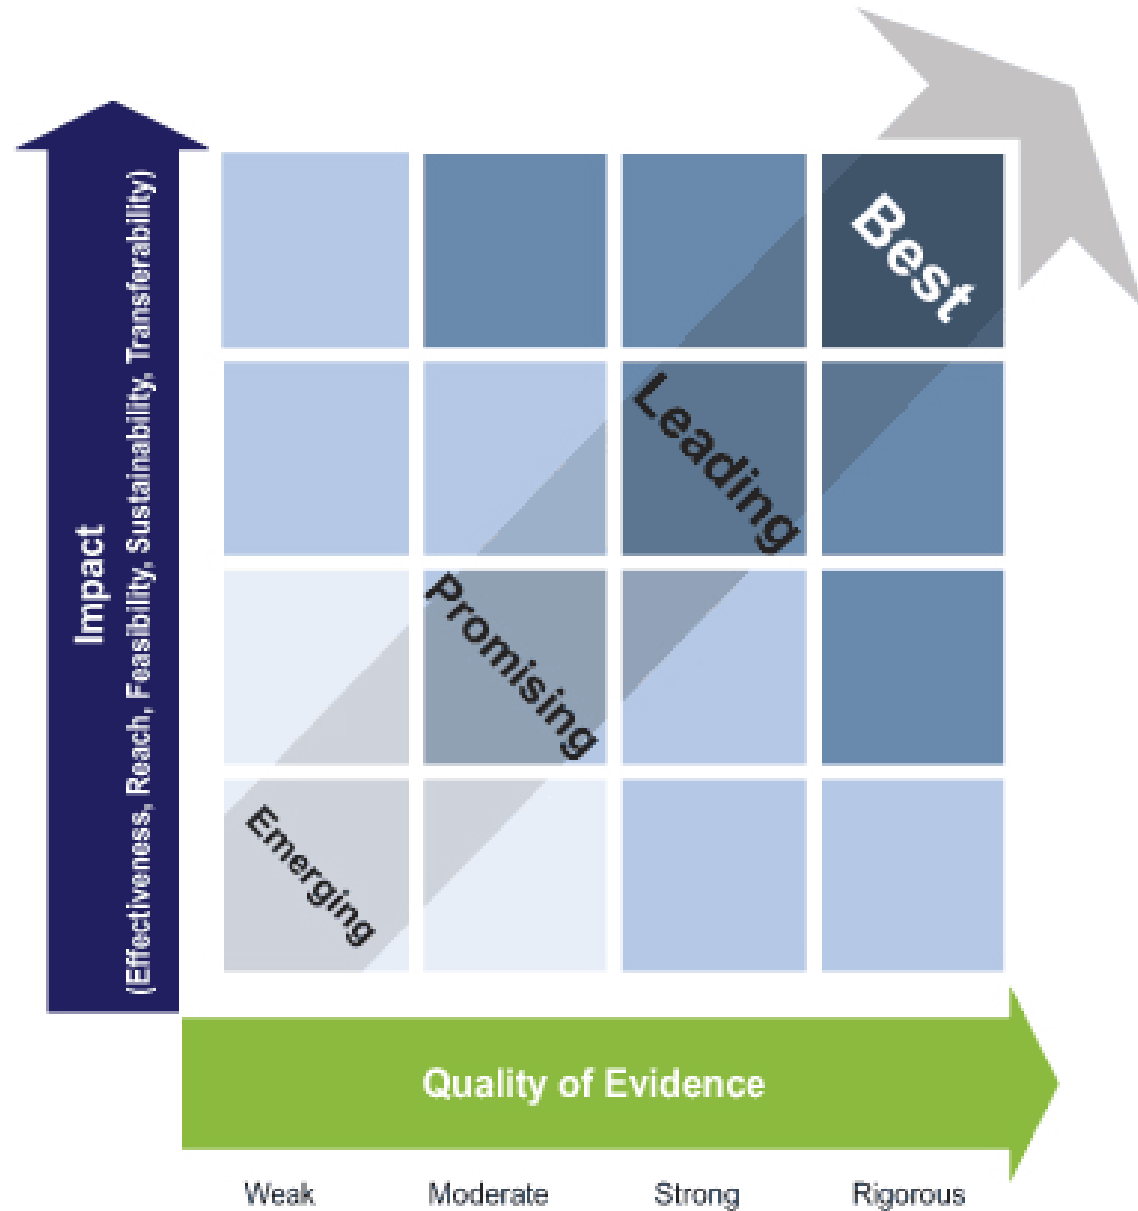 Impact
(Effectiveness, Reach, Feasibility, Sustainability, Transferability)
Best
Leading
Promising
Emerging
Quality of Evidence
Weak
Moderate
Strong
Rigorous